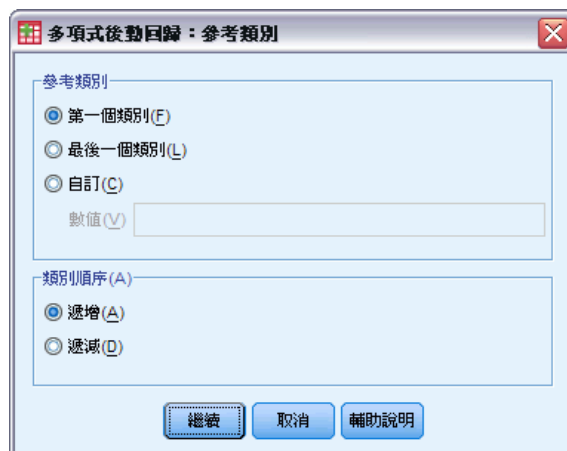 多項式後動回歸：參考類別
參考類別
第一個類別(F)
最後一個類別(L)
自訂(C)
數值(V)
類別順序(A)
遞增(A)
遞減(D)
繼續 取消 輔助說明